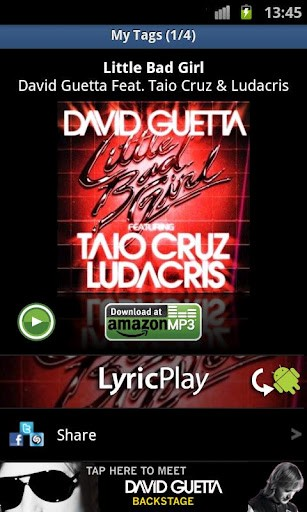 13:45
My Tags (1/4)
Little Bad Girl
David Guetta Feat. Taio Cruz & Ludacris
DAVID GUETTA
Little
Bad Girl
FEATURING
TAIO CRUZ
LUDACRIS
Download at
amazonMP3
LyricPlay
Share
TAP HERE TO MEET
DAVID GUETTA
BACKSTAGE